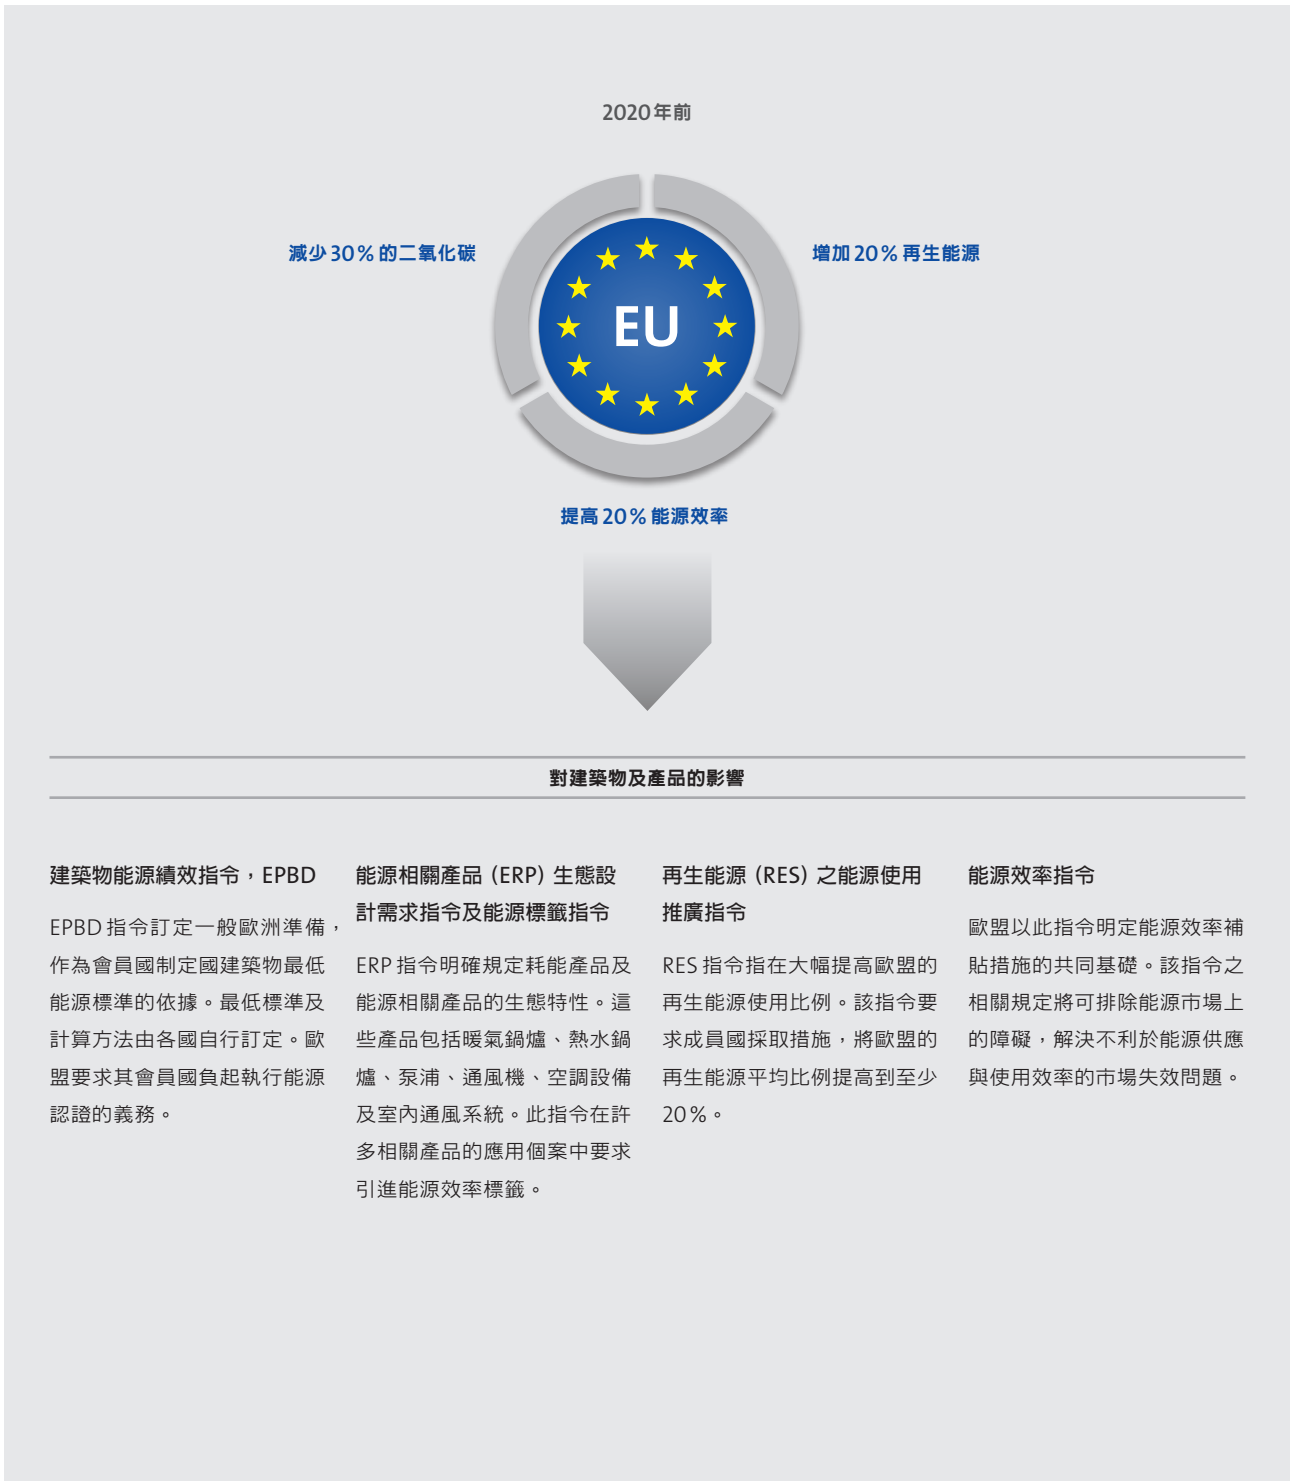 2020年前
減少30%的二氧化碳
增加20%再生能源
EU
提高20%能源效率
對建築物及產品的影響
建築物能源績效指令，EPBD
EPBD指令訂定一般歐洲準備，
作為會員國制定國建築物最低
能源標準的依據。最低標準及
計算方法由各國自行訂定。歐
盟要求其會員國負起執行能源
認證的義務。
能源相關產品（ERP）生態設
計需求指令及能源標籤指令
ERP指令明確規定耗能產品及
能源相關產品的生態特性。這
些產品包括暖氣鍋爐、熱水鍋
爐、泵浦、通風機、空調設備
及室內通風系統。此指令在許
多相關產品的應用個案中要求
引進能源效率標籤。
再生能源（RES）之能源使用
推廣指令
RES指令指在大幅提高歐盟的
再生能源使用比例。該指令要
求成員國採取措施，將歐盟的
再生能源平均比例提高到至少
20%。
能源效率指令
歐盟以此指令明定能源效率補
貼措施的共同基礎。該指令之
相關規定將可排除能源市場上
的障礙，解決不利於能源供應
與使用效率的市場失效問題。